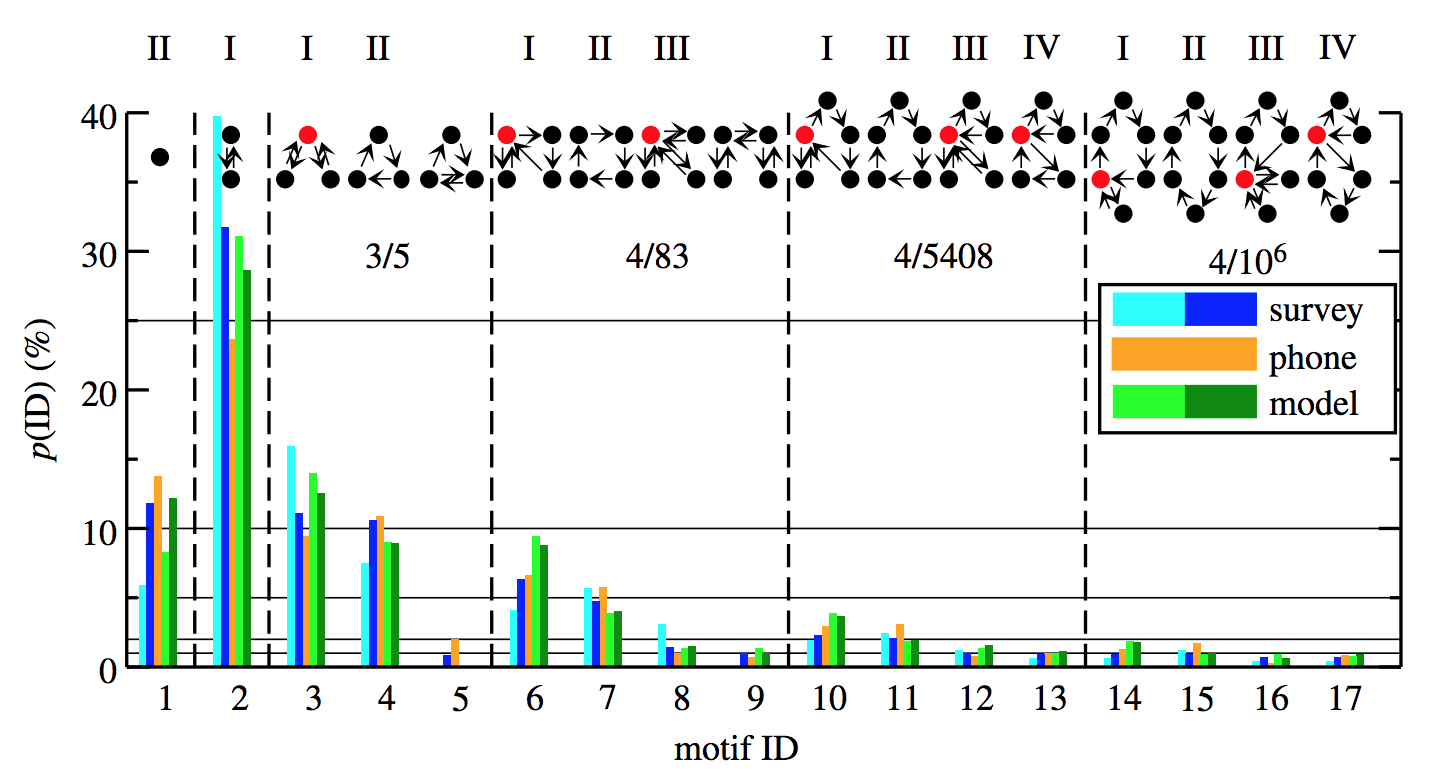 II I I II I II III I II III IV I II III IV
40
3/5 4/83 4/5408 4/10⁶
30
survey
phone
20
model
p(ID) (%)
10
0
1 2 3 4 5 6 7 8 9 10 11 12 13 14 15 16 17
motif ID